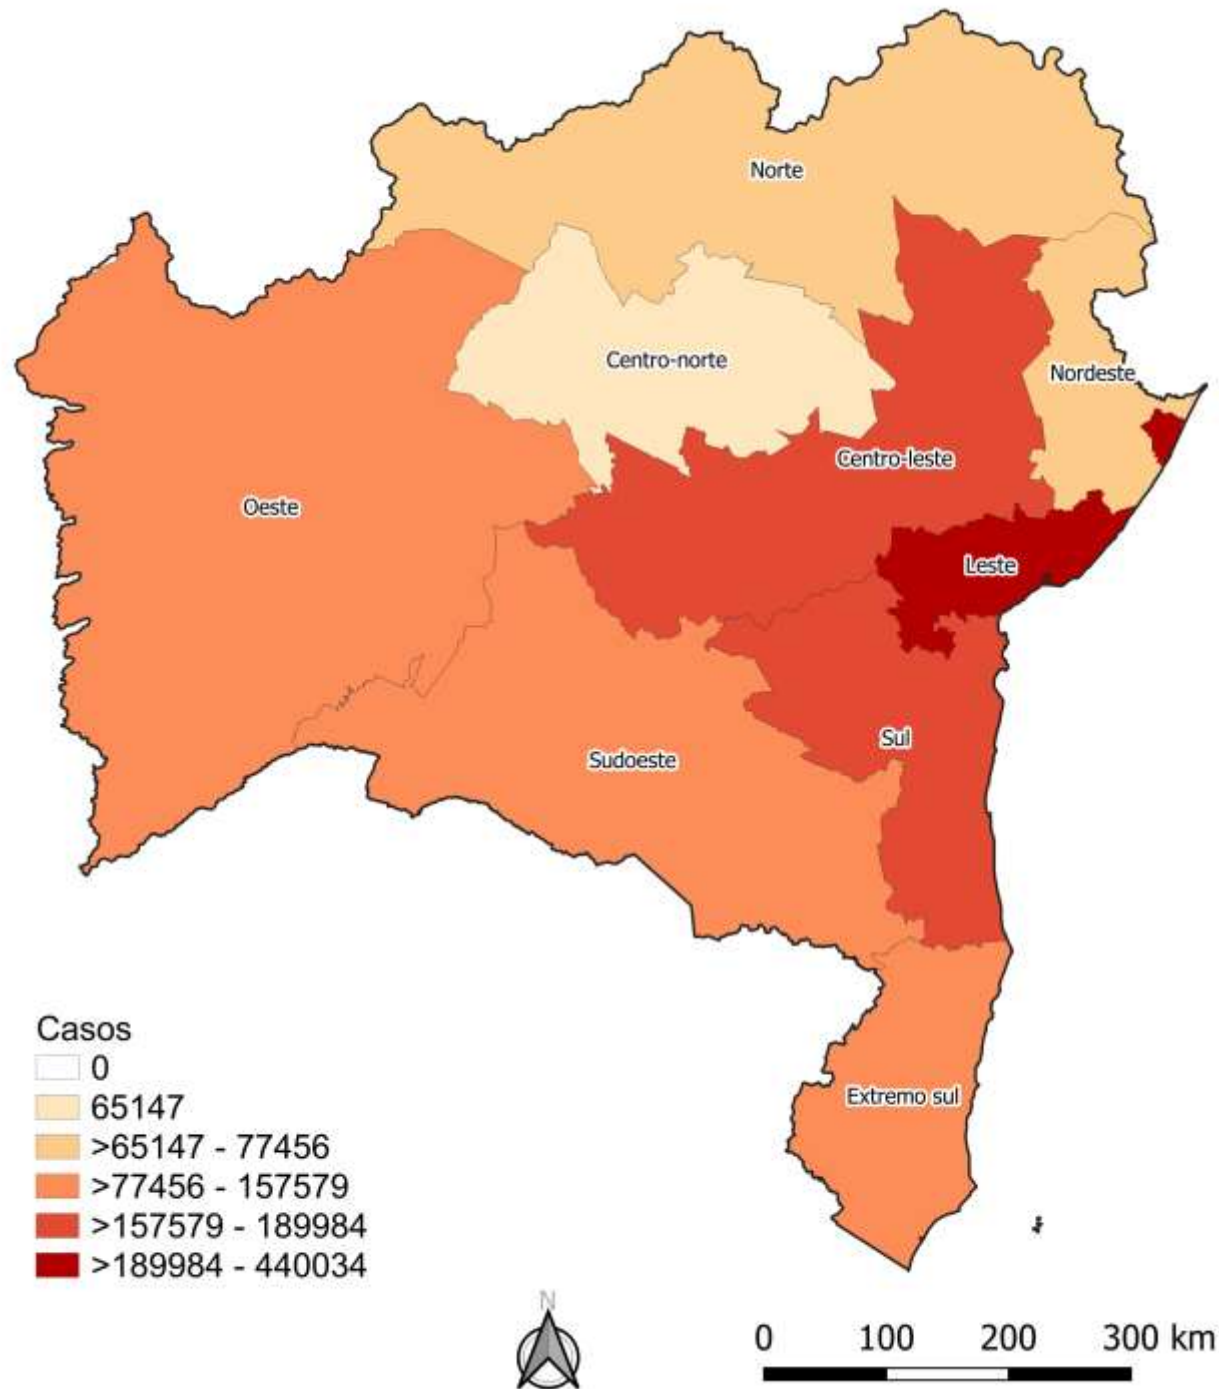 Norte
Centro-norte
Nordeste
Centro-leste
Oeste
Leste
Sul
Sudoeste
Extremo sul
Casos
0
65147
>65147 - 77456
>77456 - 157579
>157579 - 189984
>189984 - 440034
N
0 100 200 300 km